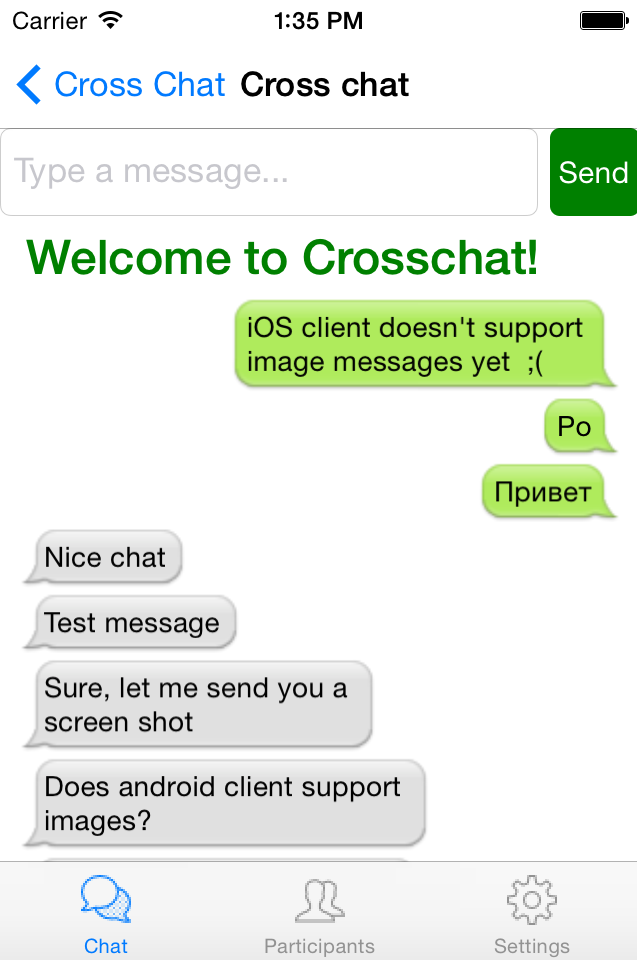 Carrier 1:35 PM
Cross Chat Cross chat
Type a message... Send
Welcome to Crosschat!
iOS client doesn't support
image messages yet  ;(
Po
Привет
Nice chat
Test message
Sure, let me send you a
screen shot
Does android client support
images?
Chat Participants Settings